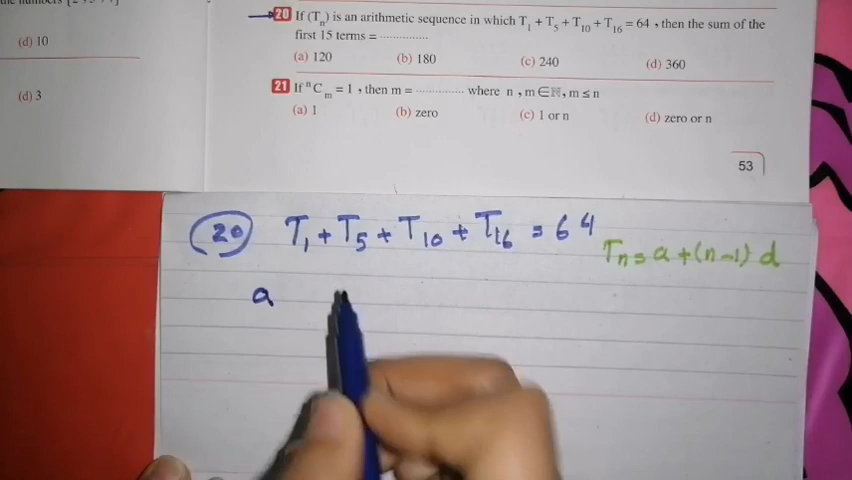 (d) 10
(d) 3
20 If (Tₙ) is an arithmetic sequence in which T₁ + T₅ + T₁₀ + T₁₆ = 64 , then the sum of the
first 15 terms = ..............
(a) 120 (b) 180 (c) 240 (d) 360
21 If ⁿCₘ = 1 , then m = .............. where n , m ∈ ℕ , m ≤ n
(a) 1 (b) zero (c) 1 or n (d) zero or n
53
20 T₁ + T₅ + T₁₀ + T₁₆ = 64
Tₙ = a + (n-1) d
a